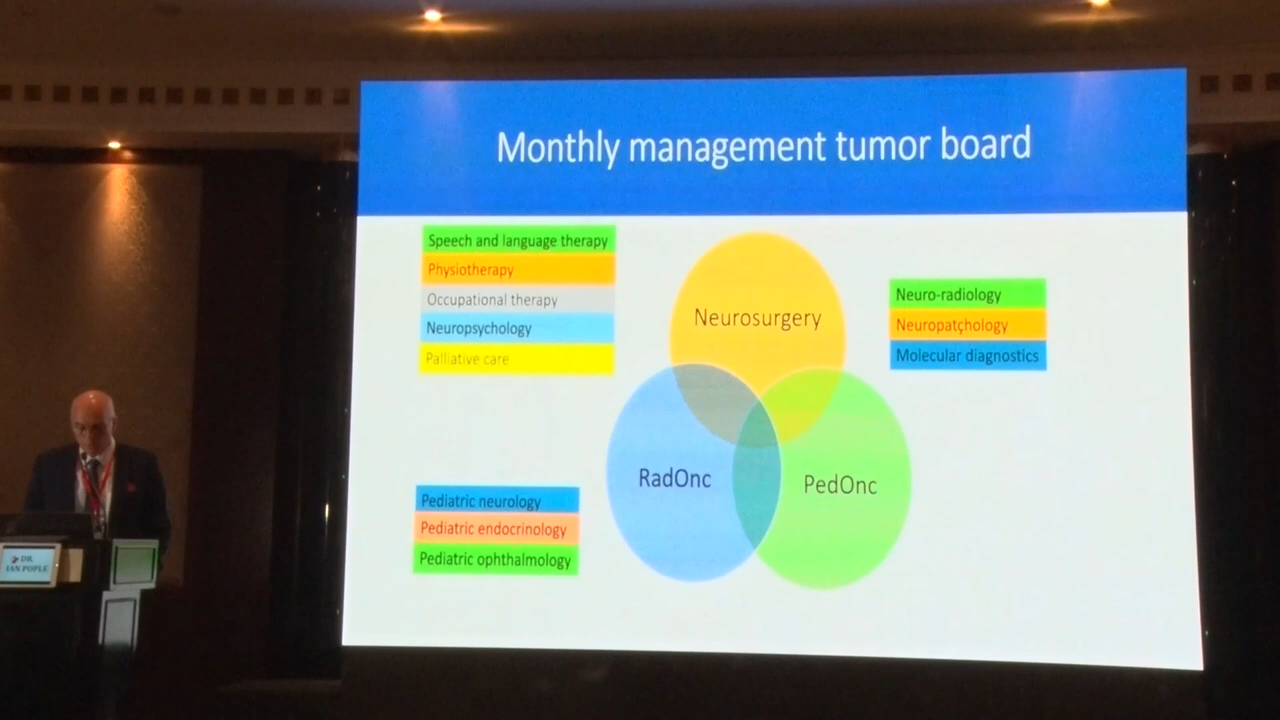 Monthly management tumor board
Speech and language therapy
Physiotherapy
Occupational therapy
Neuropsychology
Palliative care
Neurosurgery
Neuro-radiology
Neuropatçhology
Molecular diagnostics
RadOnc
PedOnc
Pediatric neurology
Pediatric endocrinology
Pediatric ophthalmology
DR.
IAN POPLE